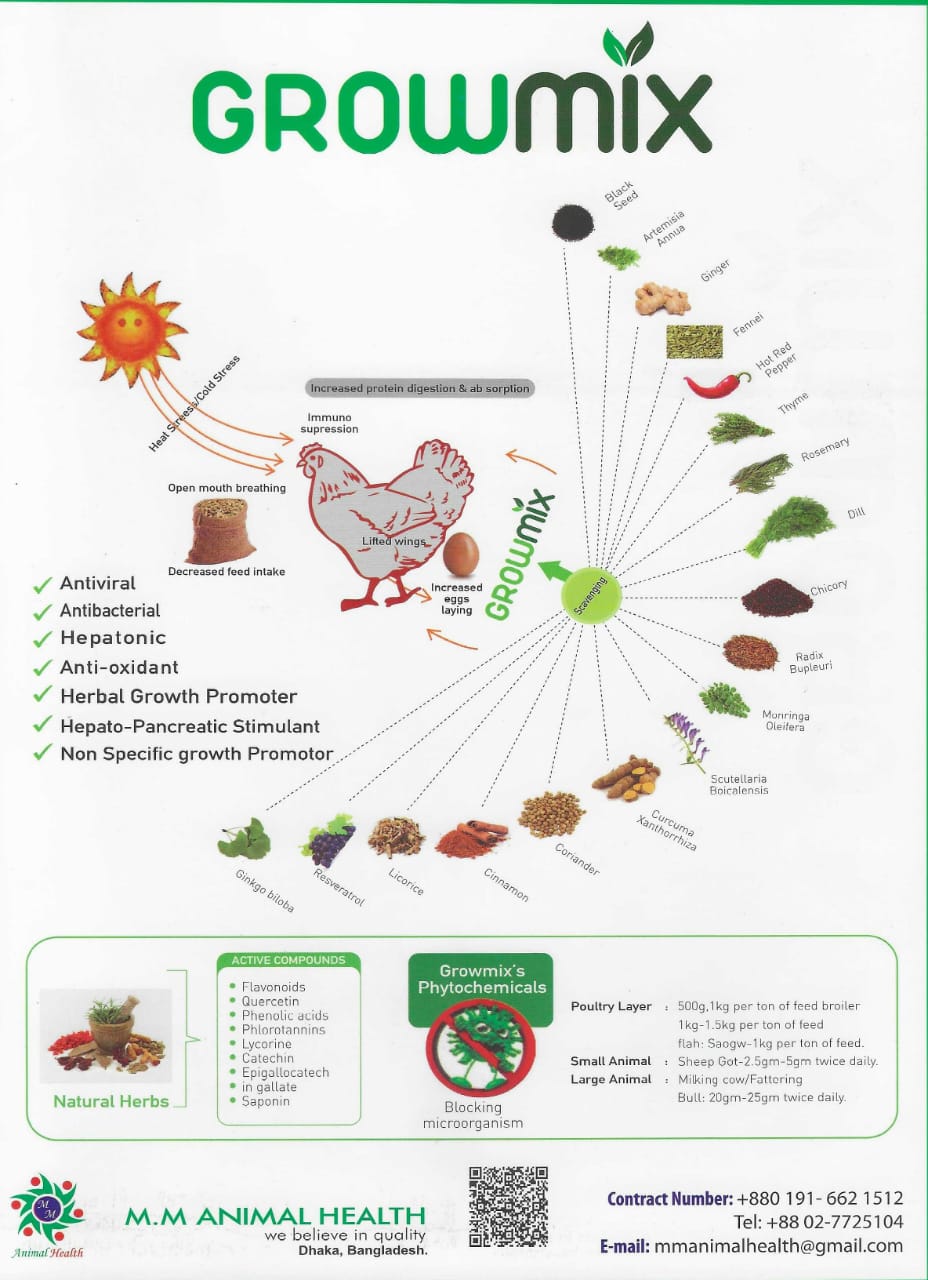 GROWMIX
Black
Seed
Artemisia
Annua
Ginger
Fennei
Hot Red
Pepper
Thyme
Rosemary
Dill
Chicory
Radix
Bupleuri
Monringa
Oleifera
Scutellaria
Boicalensis
Curcuma
Xanthorrhiza
Coriander
Cinnamon
Licorice
Resveratrol
Ginkgo biloba
Heat Stress/Cold Stress
Increased protein digestion & ab sorption
Immuno
supression
Open mouth breathing
Decreased feed intake
Lifted wings
Increased
eggs
laying
GROWMIX
Scavenging
Antiviral
Antibacterial
Hepatonic
Anti-oxidant
Herbal Growth Promoter
Hepato-Pancreatic Stimulant
Non Specific growth Promotor
Natural Herbs
ACTIVE COMPOUNDS
• Flavonoids
• Quercetin
• Phenolic acids
• Phlorotannins
• Lycorine
• Catechin
• Epigallocatech
• in gallate
• Saponin
Growmix's
Phytochemicals
Blocking
microorganism
Poultry Layer : 500g,1kg per ton of feed broiler
1kg-1.5kg per ton of feed
flah: Saogw-1kg per ton of feed.
Small Animal : Sheep Got-2.5gm-5gm twice daily.
Large Animal : Milking cow/Fattering
Bull: 20gm-25gm twice daily.
M M
Animal Health
M.M ANIMAL HEALTH
we believe in quality
Dhaka, Bangladesh.
Contract Number: +880 191- 662 1512
Tel: +88 02-7725104
E-mail: mmanimalhealth@gmail.com